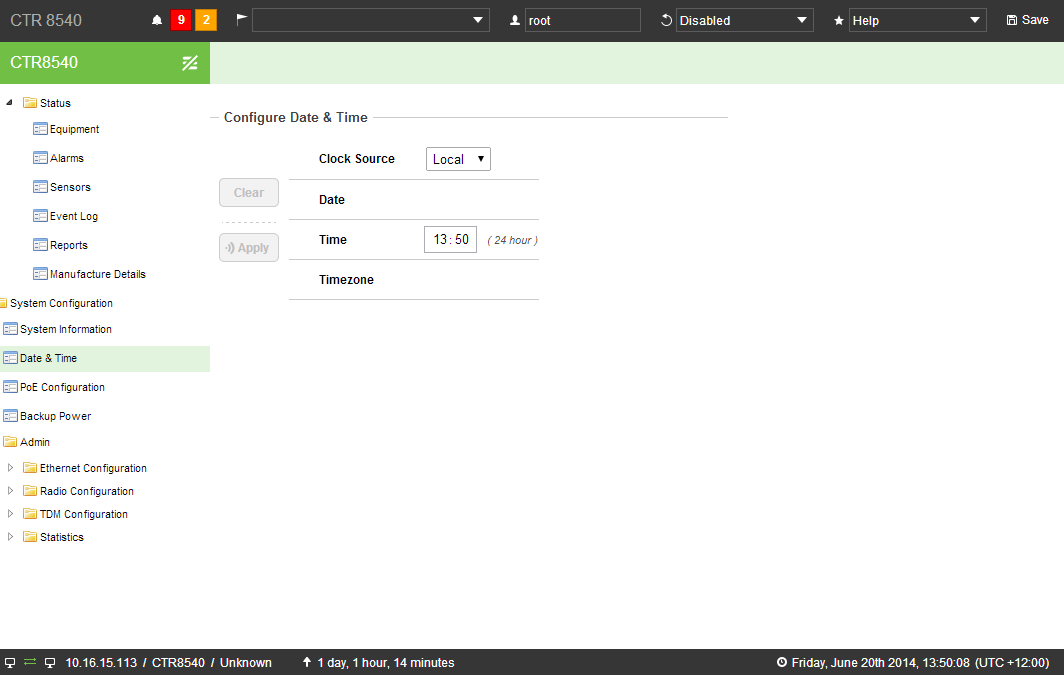 CTR 8540 9 2 root Disabled Help Save
CTR8540
Status
Equipment
Alarms
Sensors
Event Log
Reports
Manufacture Details
System Configuration
System Information
Date & Time
PoE Configuration
Backup Power
Admin
Ethernet Configuration
Radio Configuration
TDM Configuration
Statistics
Configure Date & Time
Clear
Apply
Clock Source Local
Date
Time 13 : 50 ( 24 hour )
Timezone
10.16.15.113 / CTR8540 / Unknown 1 day, 1 hour, 14 minutes Friday, June 20th 2014, 13:50:08 (UTC +12:00)